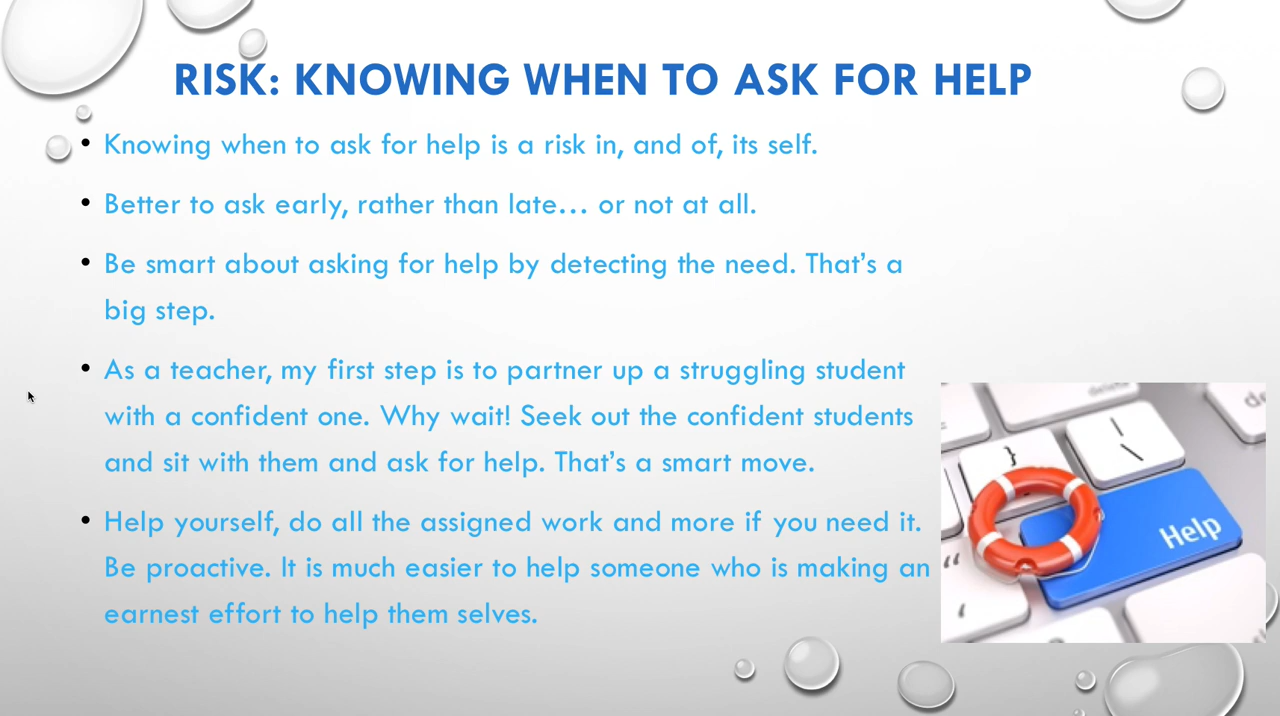 RISK: KNOWING WHEN TO ASK FOR HELP
• Knowing when to ask for help is a risk in, and of, its self.
• Better to ask early, rather than late… or not at all.
• Be smart about asking for help by detecting the need. That’s a
big step.
• As a teacher, my first step is to partner up a struggling student
with a confident one. Why wait! Seek out the confident students
and sit with them and ask for help. That’s a smart move.
• Help yourself, do all the assigned work and more if you need it.
Be proactive. It is much easier to help someone who is making an
earnest effort to help them selves.
delete
}
Help
“